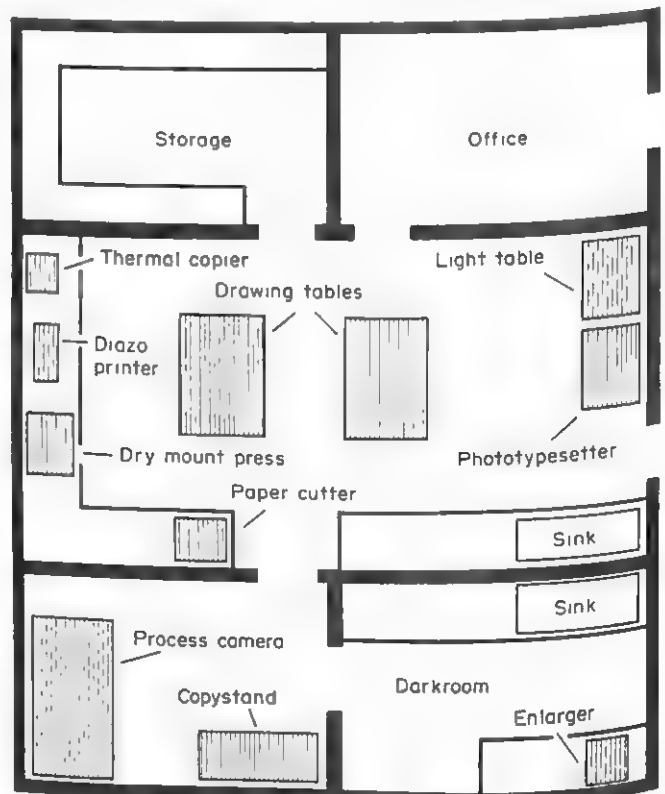 Storage
Office
Thermal copier
Light table
Drawing tables
Diazo
printer
Dry mount press
Phototypesetter
Paper cutter
Sink
Sink
Process camera
Darkroom
Copystand
Enlarger